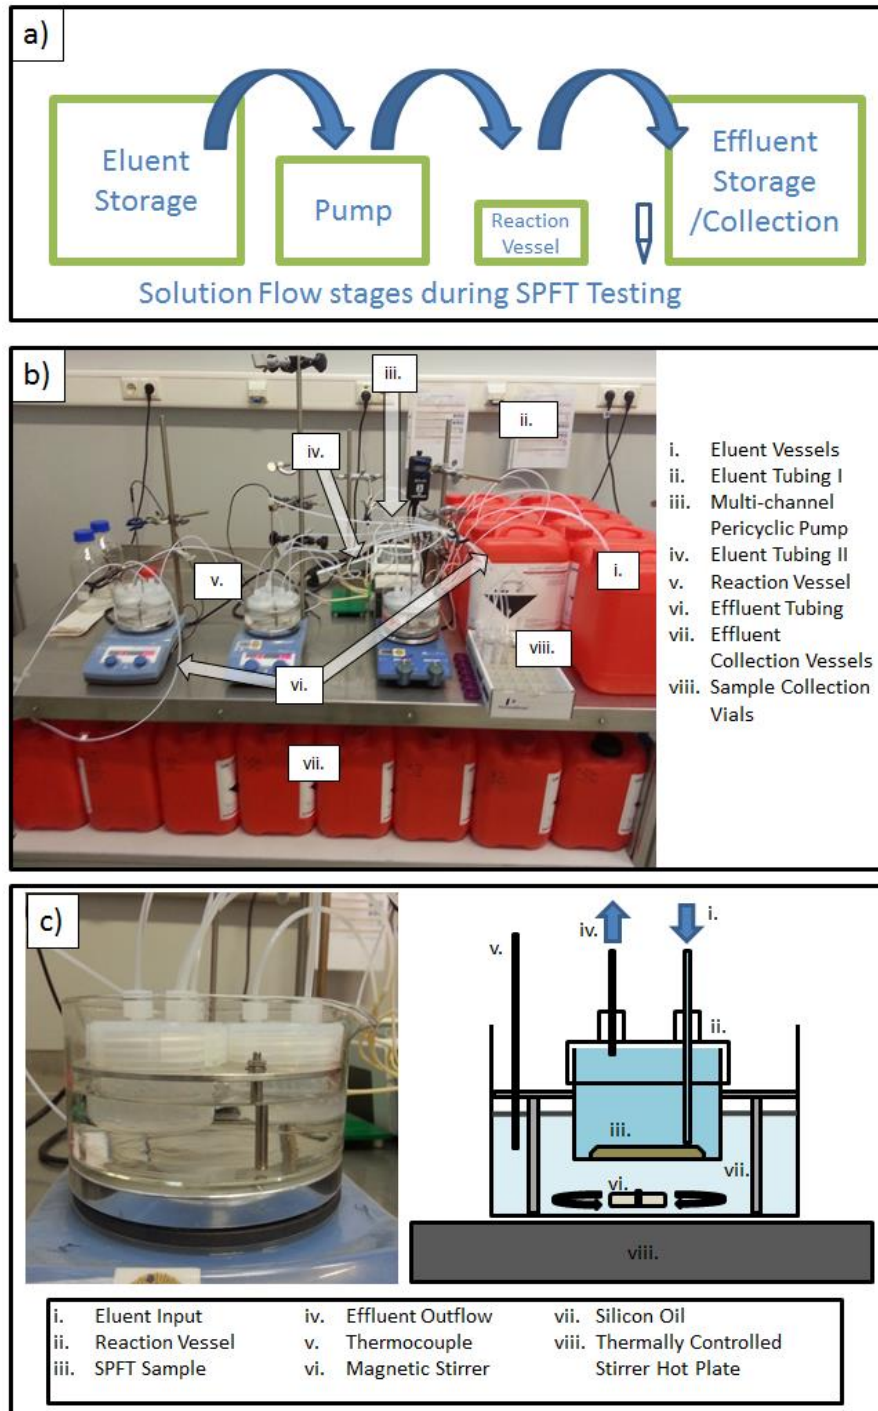 a)
Eluent
Storage
Pump
Reaction
Vessel
Effluent
Storage
/Collection
Solution Flow stages during SPFT Testing
b)
iii.
ii.
iv.
v.
i.
viii.
vi.
vii.
i. Eluent Vessels
ii. Eluent Tubing I
iii. Multi-channel
Pericyclic Pump
iv. Eluent Tubing II
v. Reaction Vessel
vi. Effluent Tubing
vii. Effluent
Collection Vessels
viii. Sample Collection
Vials
c)
i.
iv.
v.
ii.
iii.
vii.
vi.
viii.
i. Eluent Input
ii. Reaction Vessel
iii. SPFT Sample
iv. Effluent Outflow
v. Thermocouple
vi. Magnetic Stirrer
vii. Silicon Oil
viii. Thermally Controlled
Stirrer Hot Plate